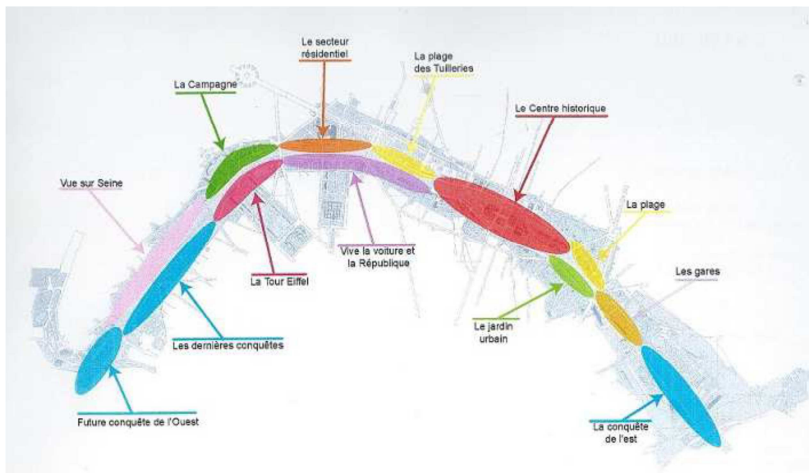 Le secteur
résidentiel
La plage
des Tuilleries
La Campagne
Le Centre historique
Vue sur Seine
La plage
Vive la voiture et
la République
La Tour Eiffel
Les gares
Le jardin
urbain
Les dernières conquêtes
Future conquête de l'Ouest
La conquête
de l'est